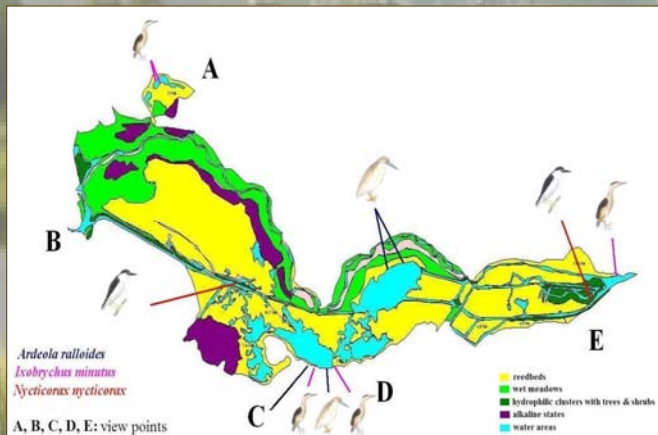 A
B
E
D
C
Ardeola ralloides
Ixobrychus minutus
Nycticorax nycticorax
A, B, C, D, E: view points
reedbeds
wet meadows
hydrophilic clusters with trees & shrubs
alkaline states
water areas